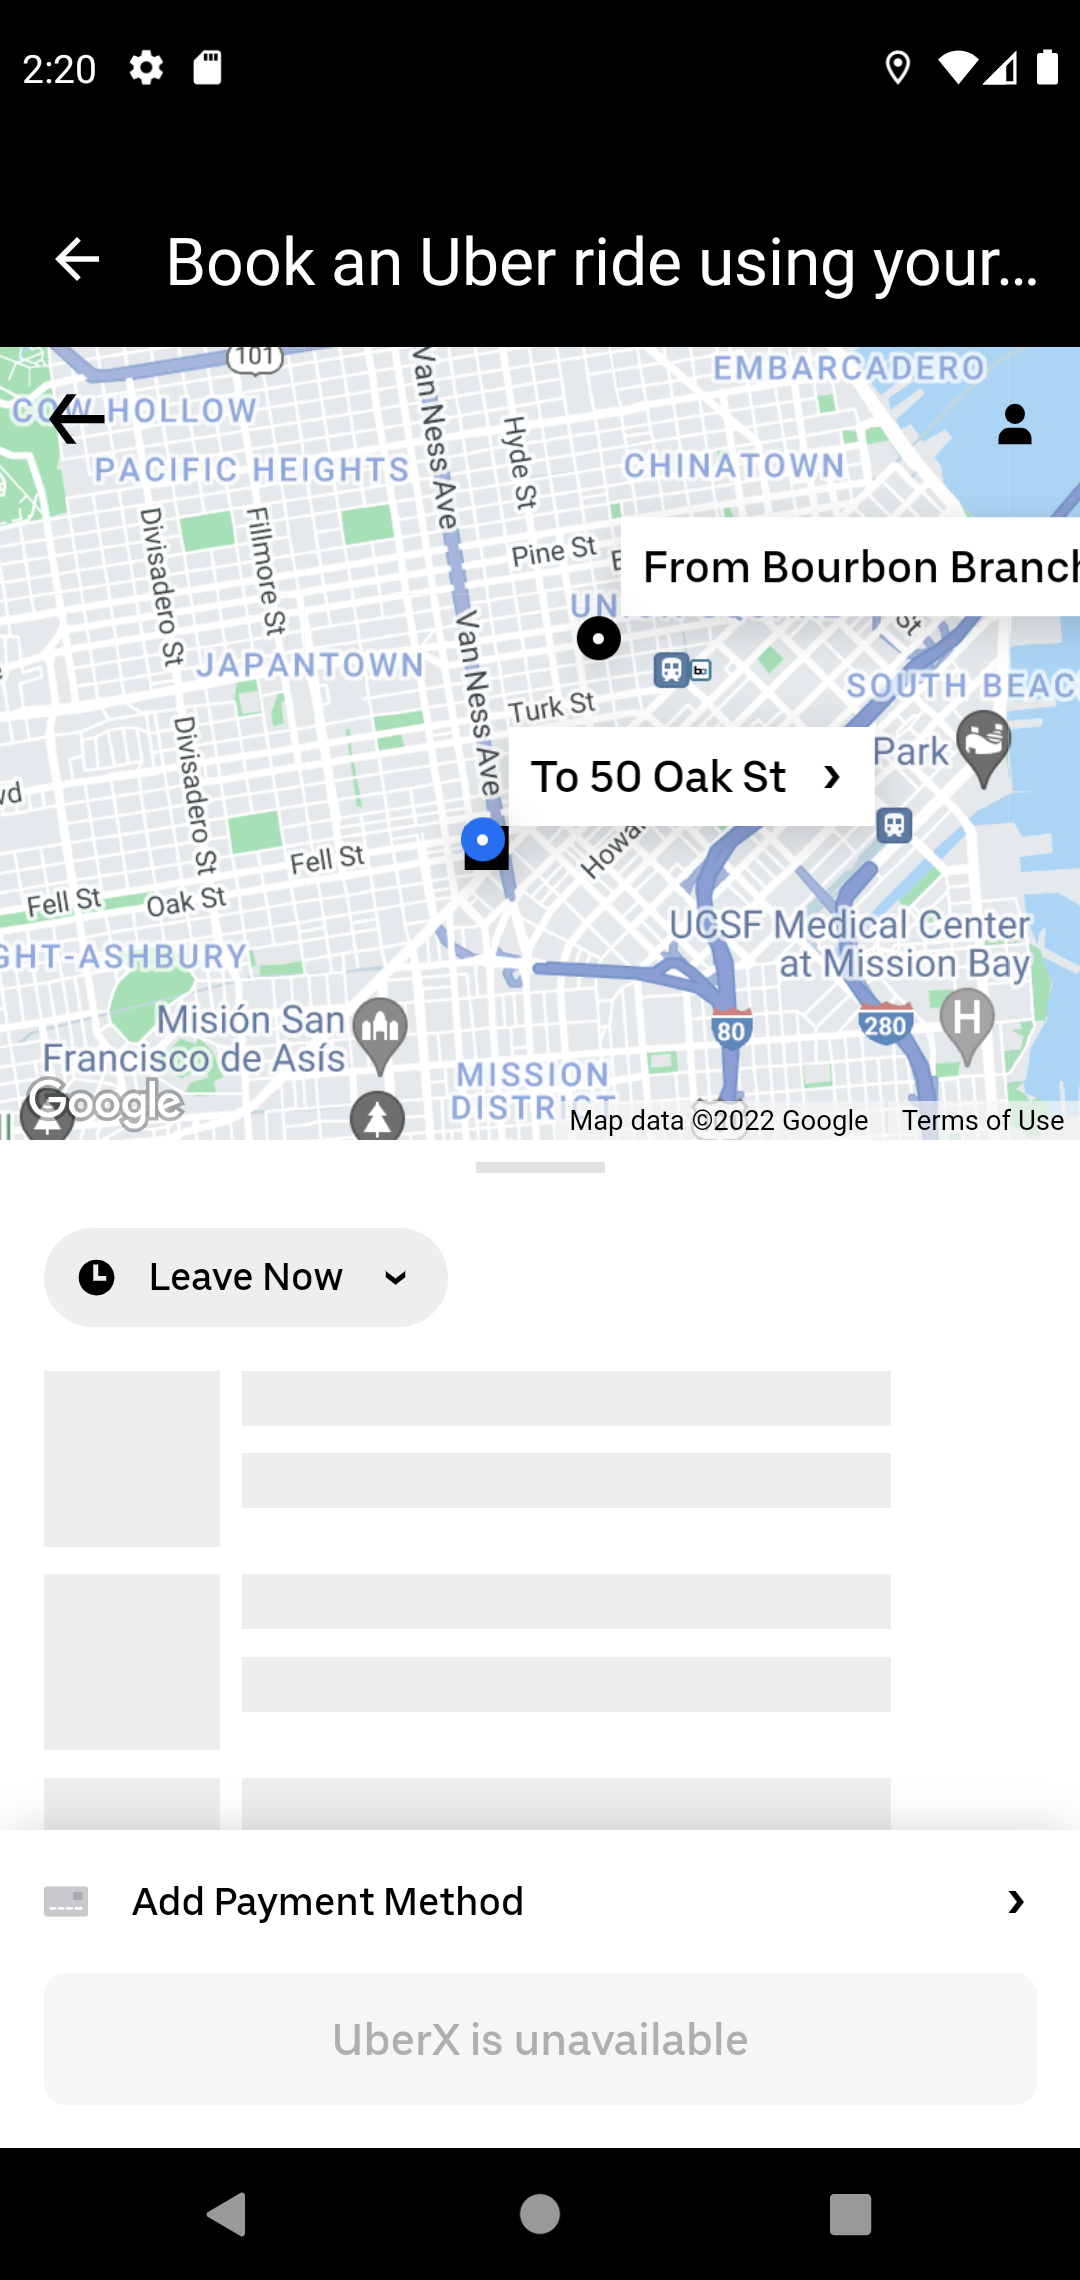 2:20
Book an Uber ride using your...
101
EMBARCADERO
COW HOLLOW
Van Ness Ave
Hyde St
PACIFIC HEIGHTS
CHINATOWN
Divisadero St
Fillmore St
Pine St
From Bourbon Branch
JAPANTOWN
Van Ness Ave
SOUTH BEAC
Turk St
Divisadero St
To 50 Oak St
Park
Fell St
Fell St
Oak St
UCSF Medical Center
at Mission Bay
GHT-ASHBURY
Misión San
Francisco de Asís
80
280
H
MISSION
DISTRICT
Google
Map data ©2022 Google
Terms of Use
Leave Now
Add Payment Method
UberX is unavailable